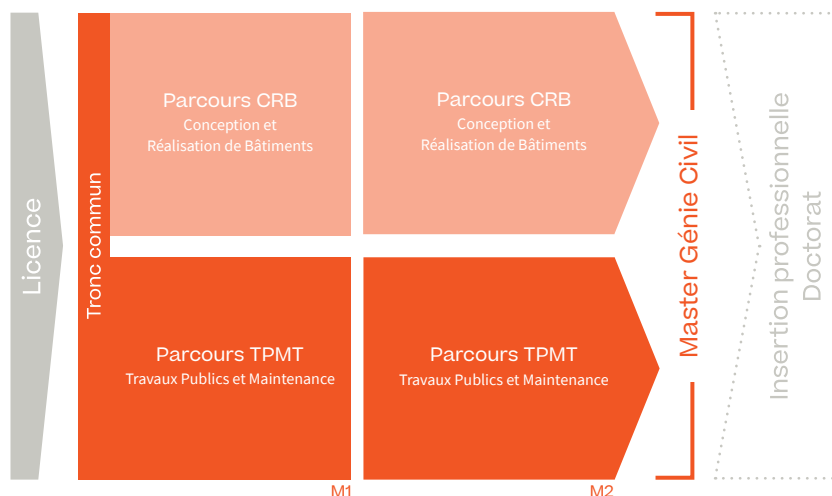 Licence
Tronc commun
Parcours CRB
Conception et
Réalisation de Bâtiments
Parcours CRB
Conception et
Réalisation de Bâtiments
Parcours TPMT
Travaux Publics et Maintenance
Parcours TPMT
Travaux Publics et Maintenance
M1
M2
Master Génie Civil
Insertion professionnelle
Doctorat